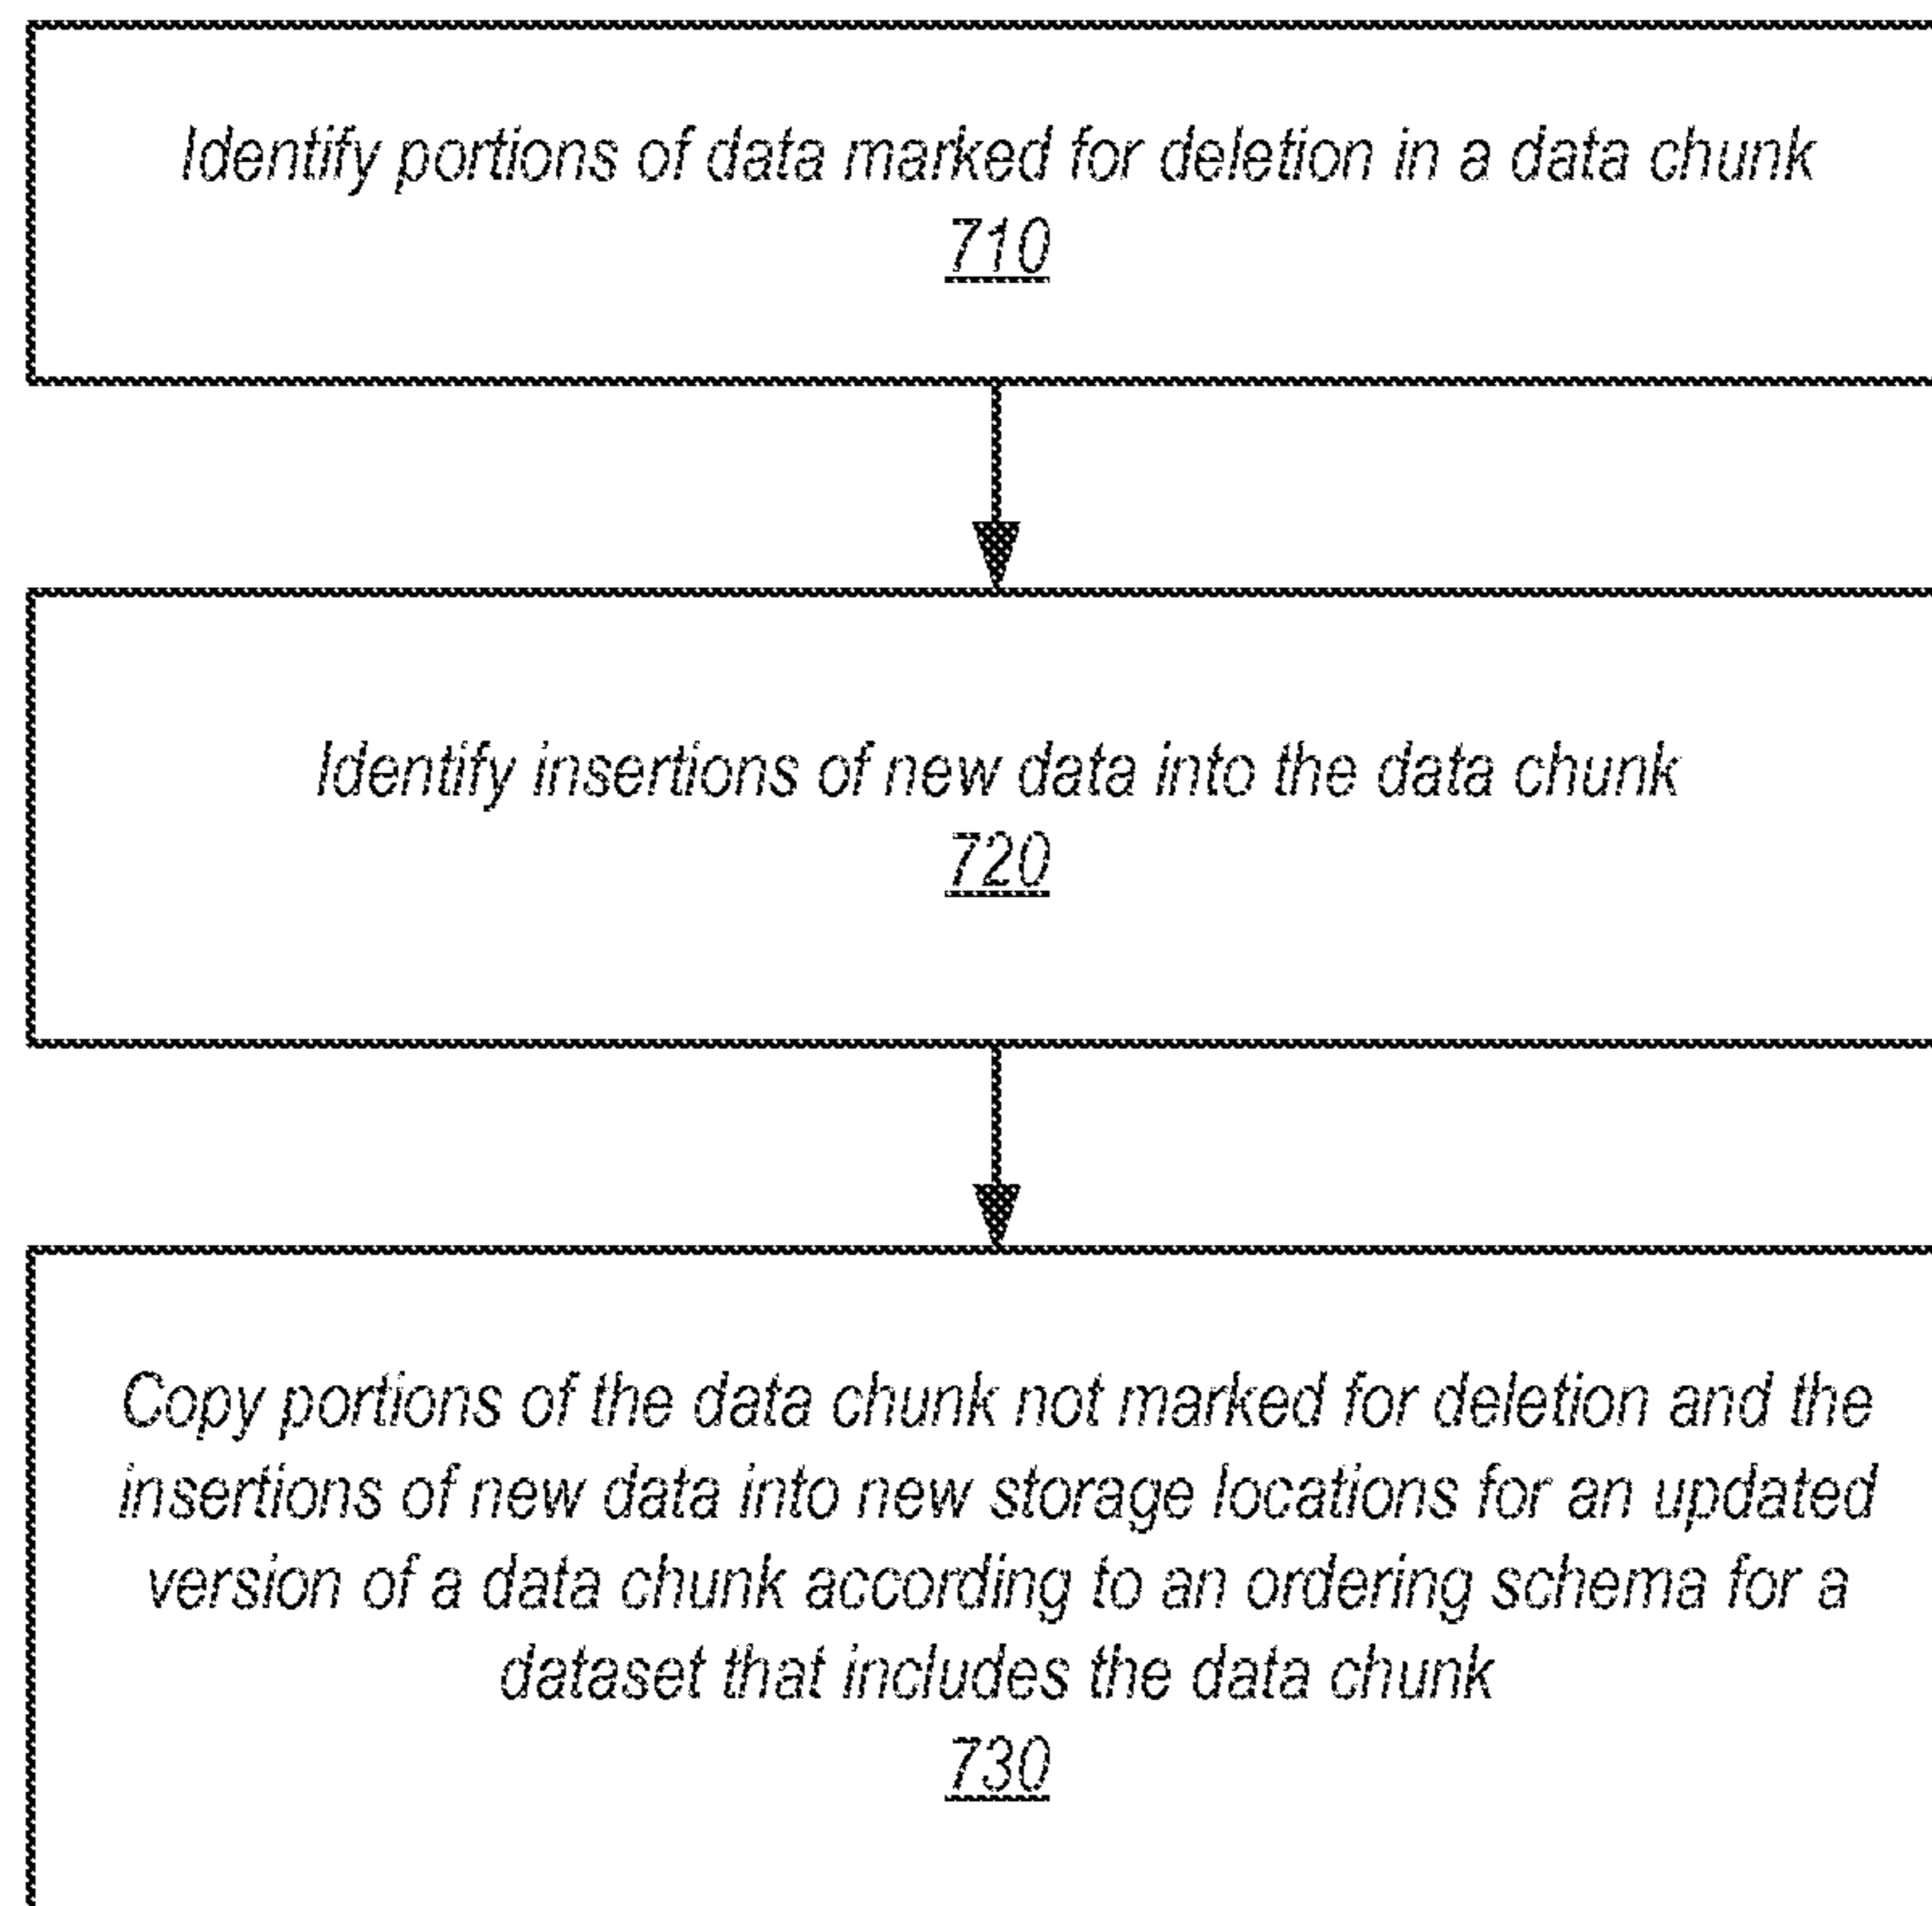 Identify portions of data marked for deletion in a data chunk
710
Identify insertions of new data into the data chunk
720
Copy portions of the data chunk not marked for deletion and the
insertions of new data into new storage locations for an updated
version of a data chunk according to an ordering schema for a
dataset that includes the data chunk
730